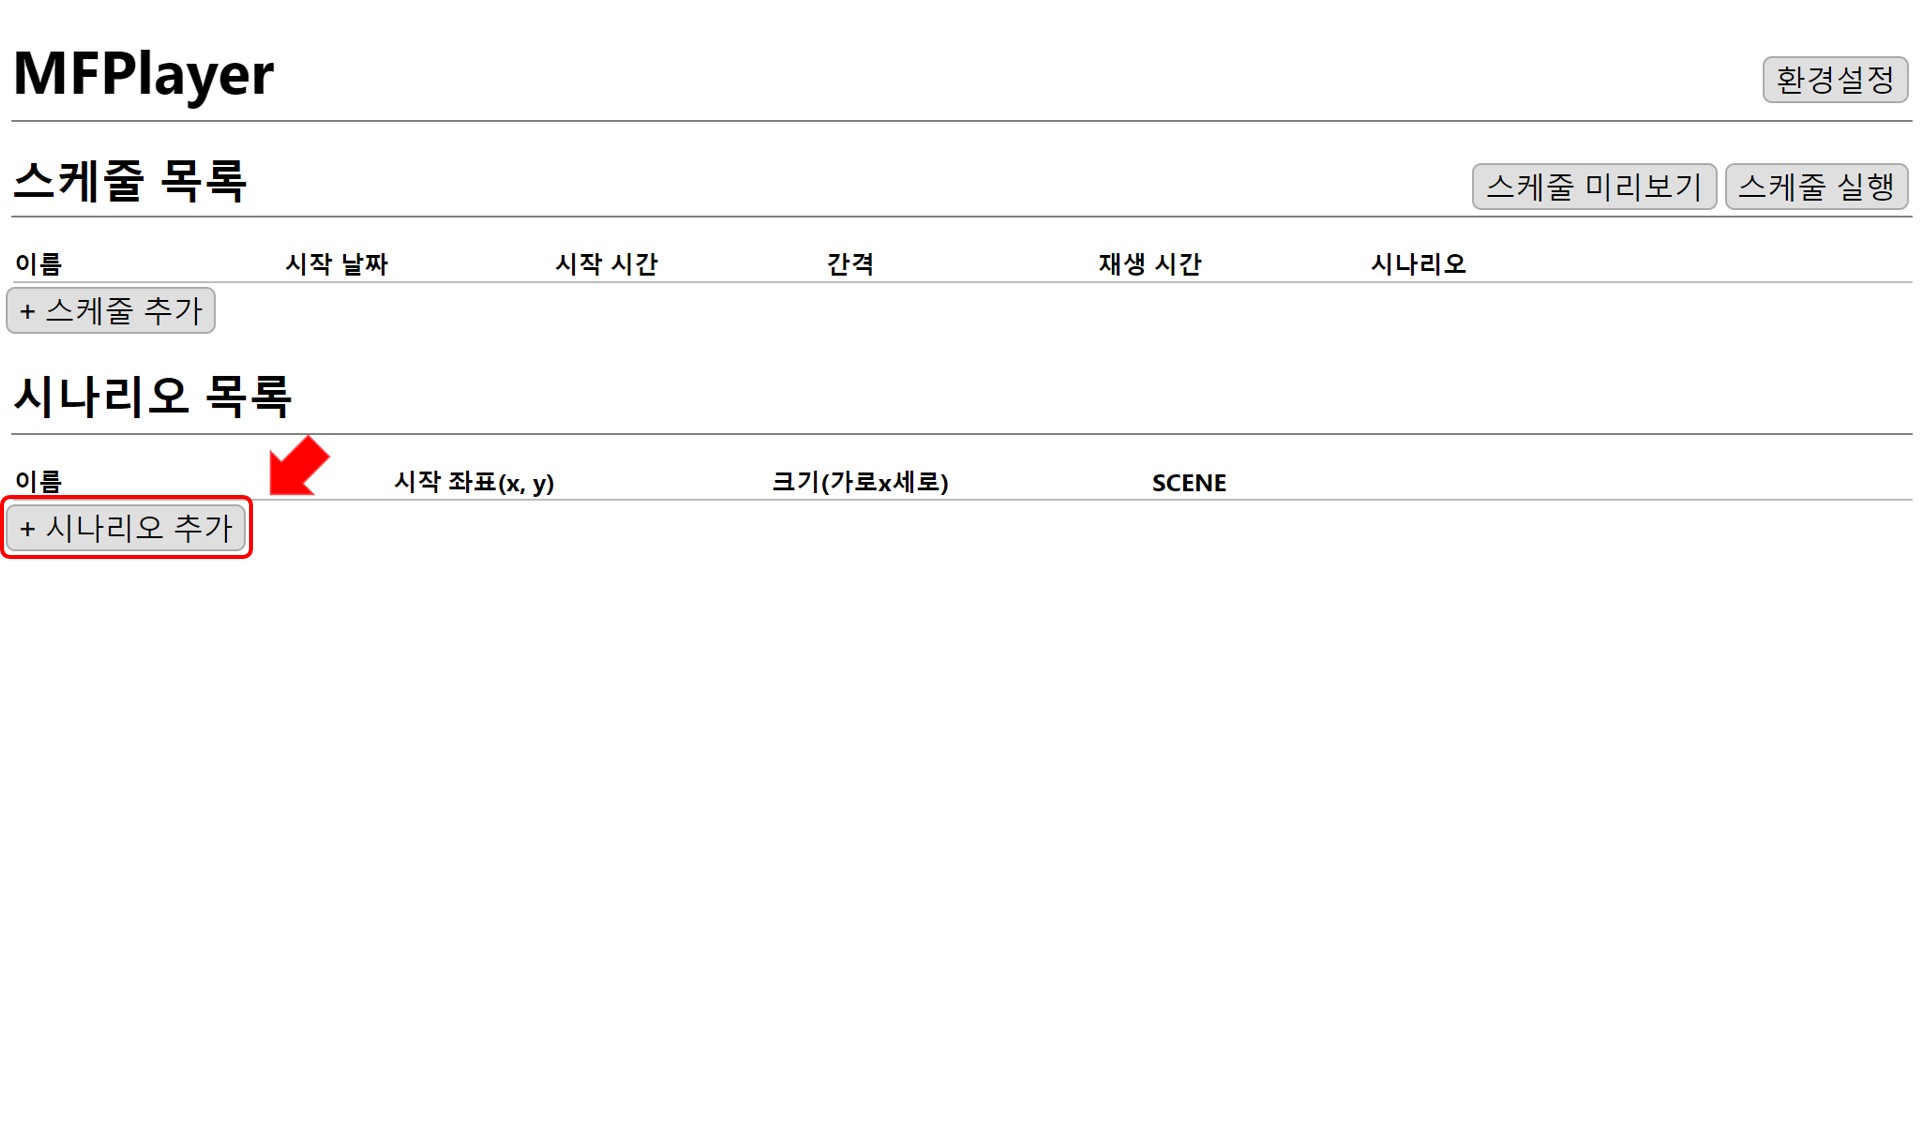 MFPlayer
환경설정
스케줄 목록
스케줄 미리보기 스케줄 실행
이름 시작 날짜 시작 시간 간격 재생 시간 시나리오
+ 스케줄 추가
시나리오 목록
이름 시작 좌표(x, y) 크기(가로x세로) SCENE
+ 시나리오 추가